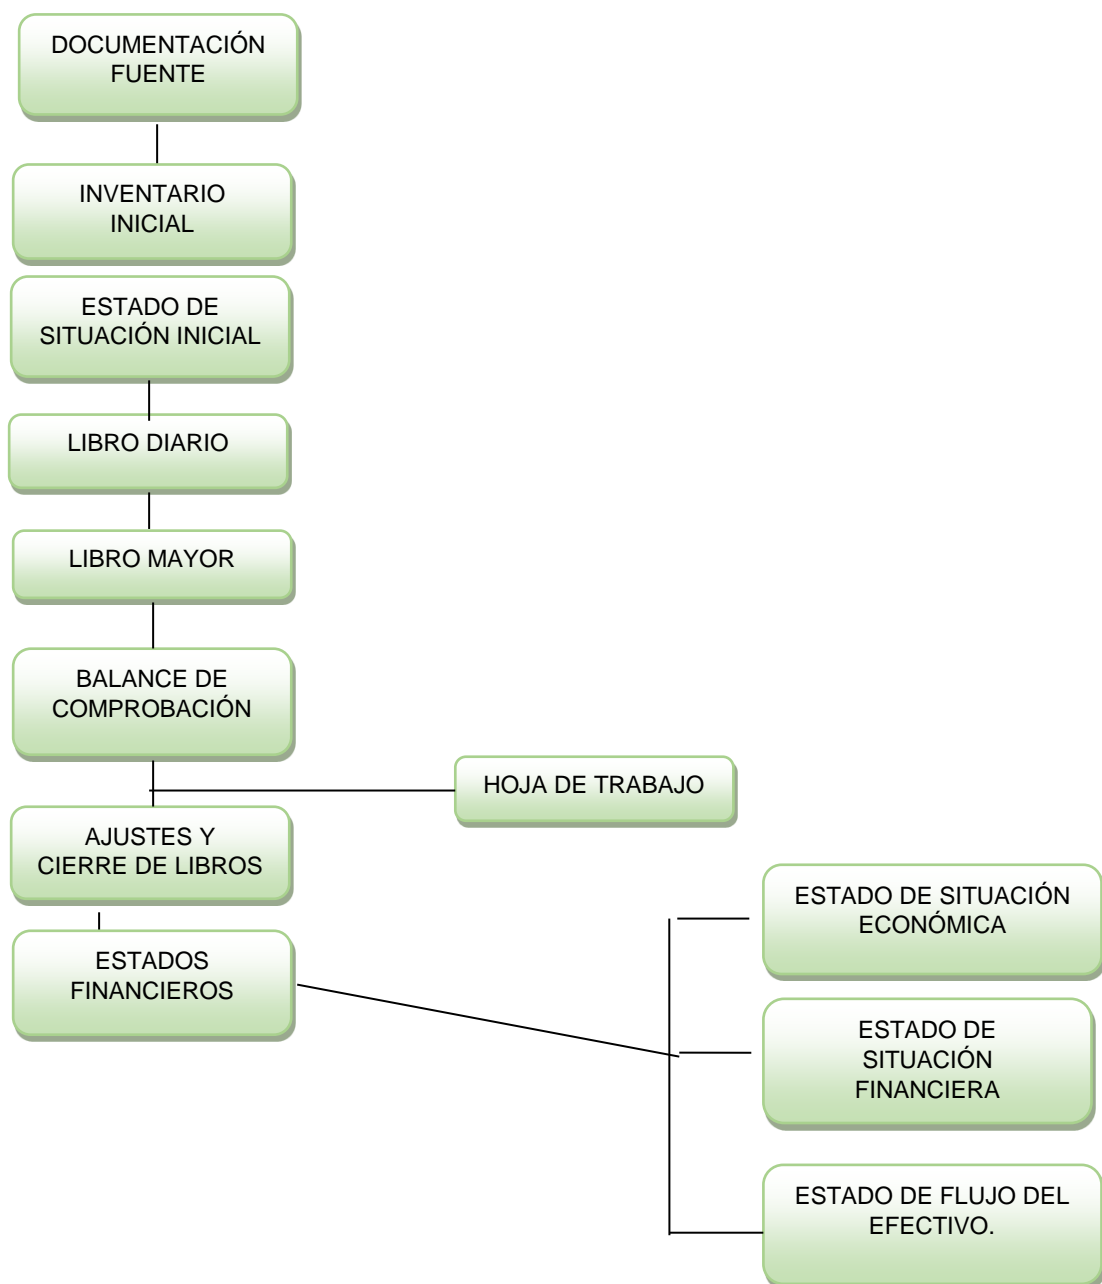 DOCUMENTACIÓN
FUENTE
INVENTARIO
INICIAL
ESTADO DE
SITUACIÓN INICIAL
LIBRO DIARIO
LIBRO MAYOR
BALANCE DE
COMPROBACIÓN
HOJA DE TRABAJO
AJUSTES Y
CIERRE DE LIBROS
ESTADOS
FINANCIEROS
ESTADO DE SITUACIÓN
ECONÓMICA
ESTADO DE
SITUACIÓN
FINANCIERA
ESTADO DE FLUJO DEL
EFECTIVO.